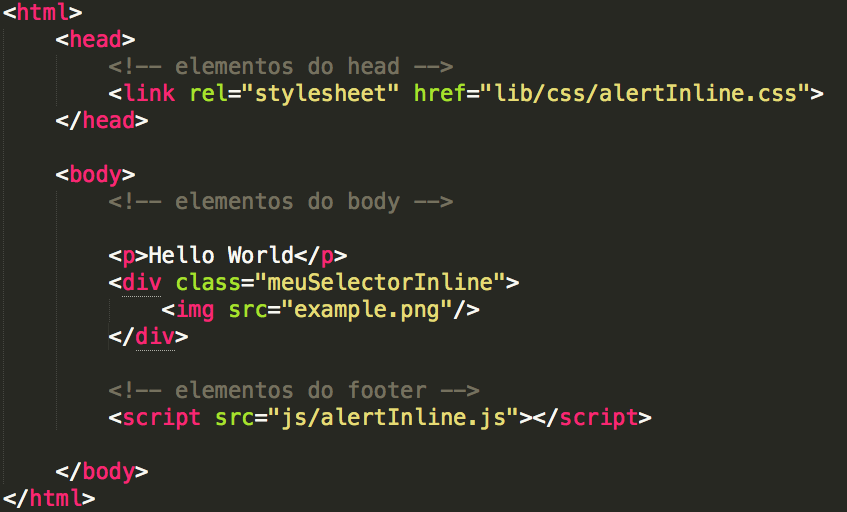 <html>
<head>
<!-- elementos do head -->
<link rel="stylesheet" href="lib/css/alertInline.css">
</head>
<body>
<!-- elementos do body -->
<p>Hello World</p>
<div class="meuSelectorInline">
<img src="example.png"/>
</div>
<!-- elementos do footer -->
<script src="js/alertInline.js"></script>
</body>
</html>